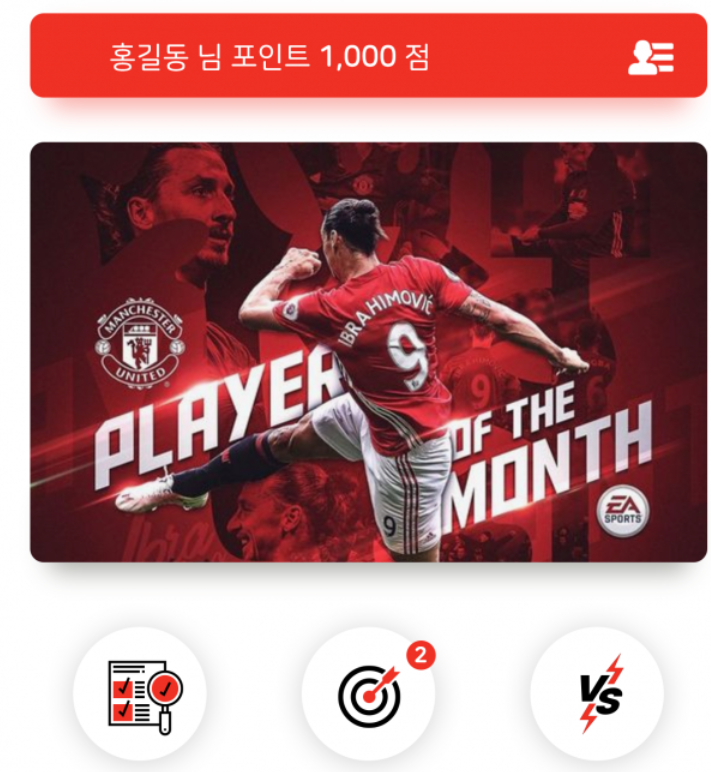 홍길동 님 포인트 1,000 점
MANCHESTER
UNITED
IBRAHIMOVIĆ
9
PLAYER
OF THE
MONTH
9
EA
SPORTS
2
VS